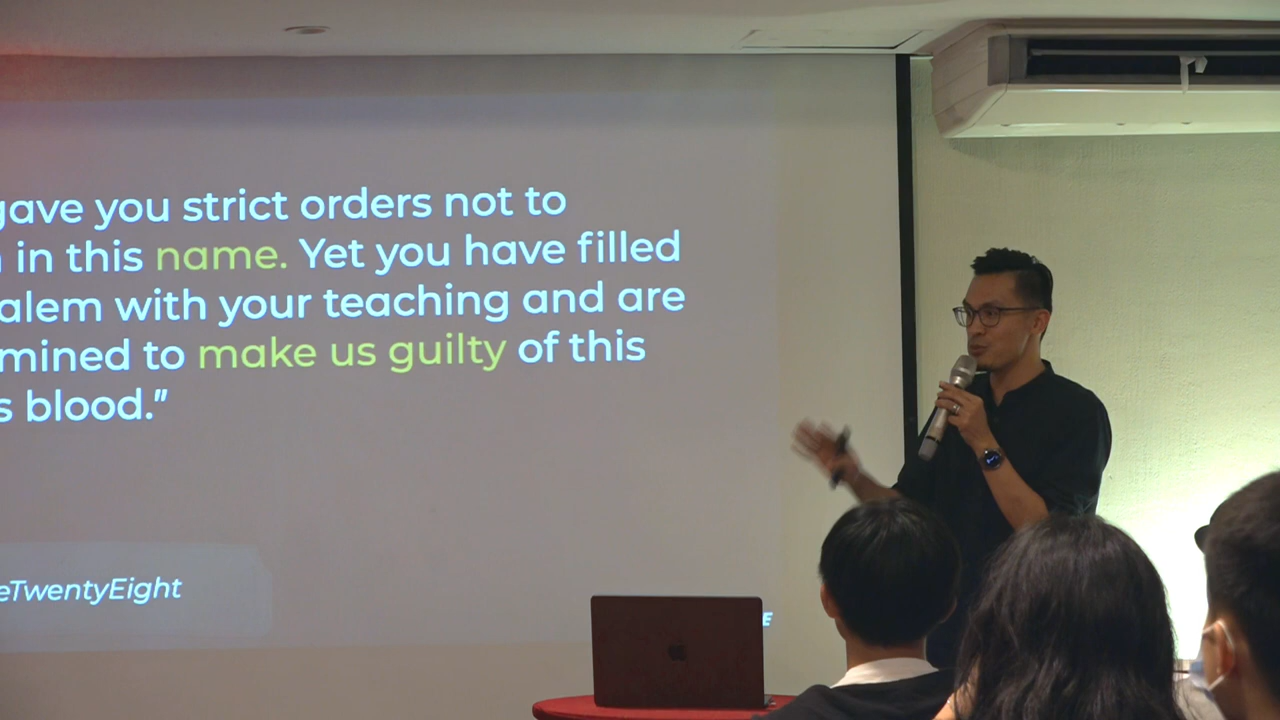 gave you strict orders not to
in this name. Yet you have filled
alem with your teaching and are
mined to make us guilty of this
s blood."
eTwentyEight
E